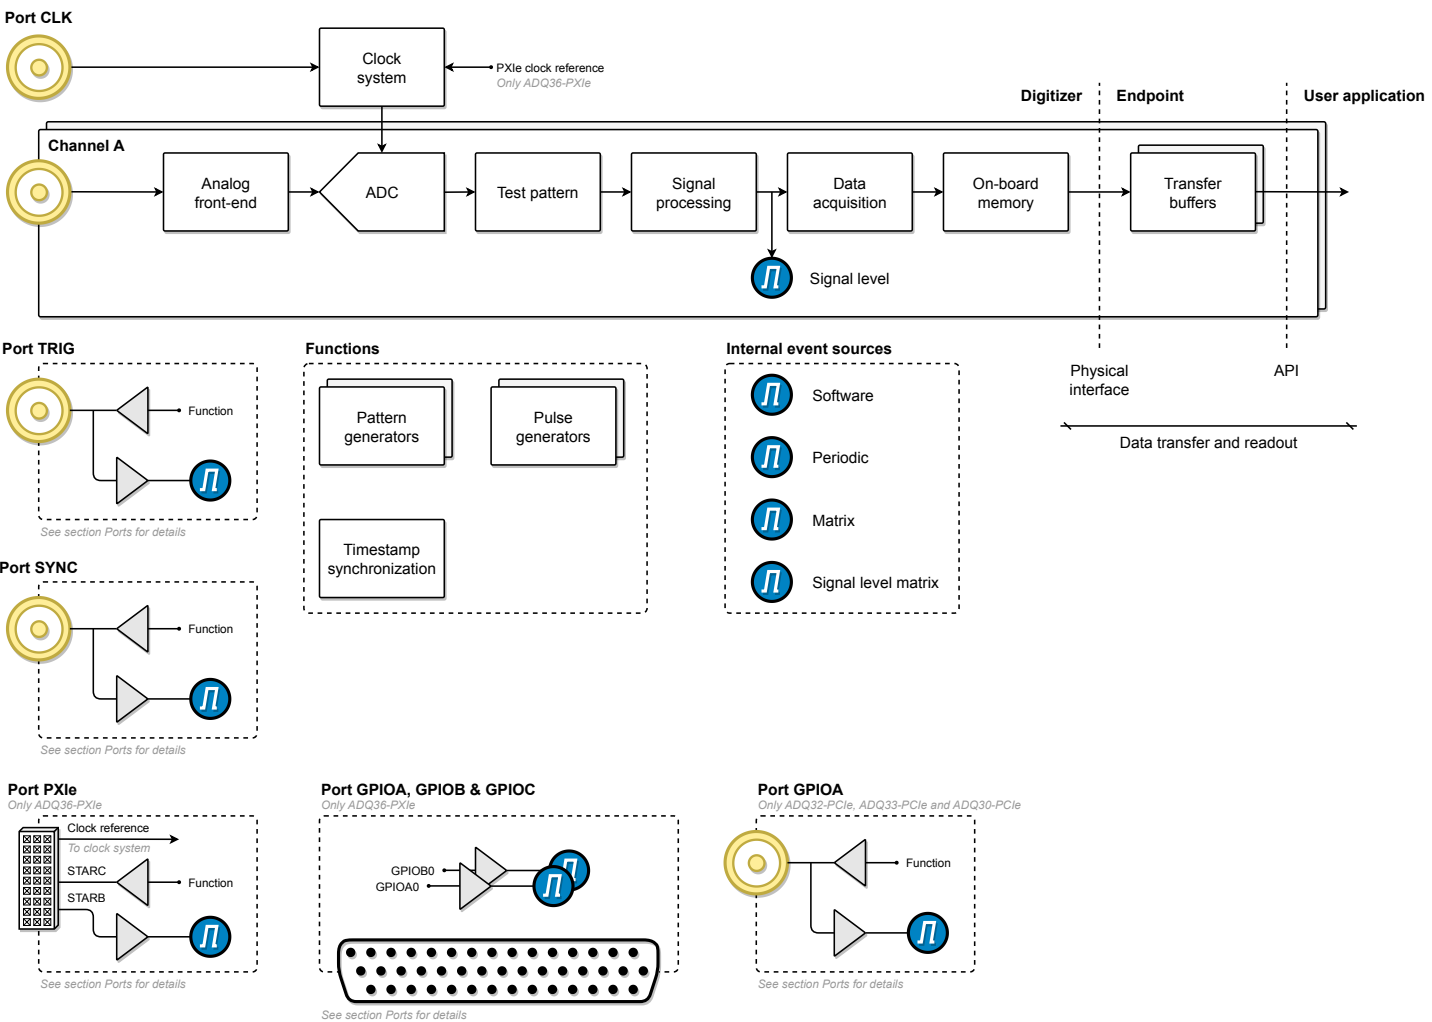 Port CLK
Clock
system
PXIe clock reference
Only ADQ36-PXIe
Digitizer
Endpoint
User application
Channel A
Analog
front-end
ADC
Test pattern
Signal
processing
Data
acquisition
On-board
memory
Transfer
buffers
Signal level
Port TRIG
Function
See section Ports for details
Functions
Pattern
generators
Pulse
generators
Timestamp
synchronization
Internal event sources
Software
Periodic
Matrix
Signal level matrix
Physical
interface
API
Data transfer and readout
Port SYNC
Function
See section Ports for details
Port PXIe
Only ADQ36-PXIe
Clock reference
To clock system
STARC
Function
STARB
See section Ports for details
Port GPIOA, GPIOB & GPIOC
Only ADQ36-PXIe
GPIOB0
GPIOA0
See section Ports for details
Port GPIOA
Only ADQ32-PCIe, ADQ33-PCIe and ADQ30-PCIe
Function
See section Ports for details